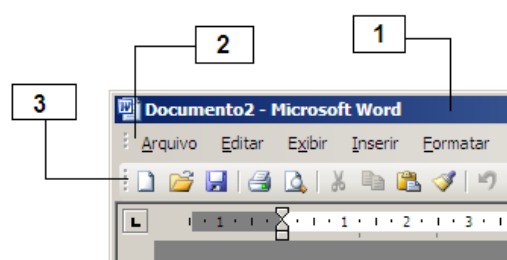 1
2
3
Documento2 - Microsoft Word
Arquivo Editar Exibir Inserir Formatar
L 1 1 2 3